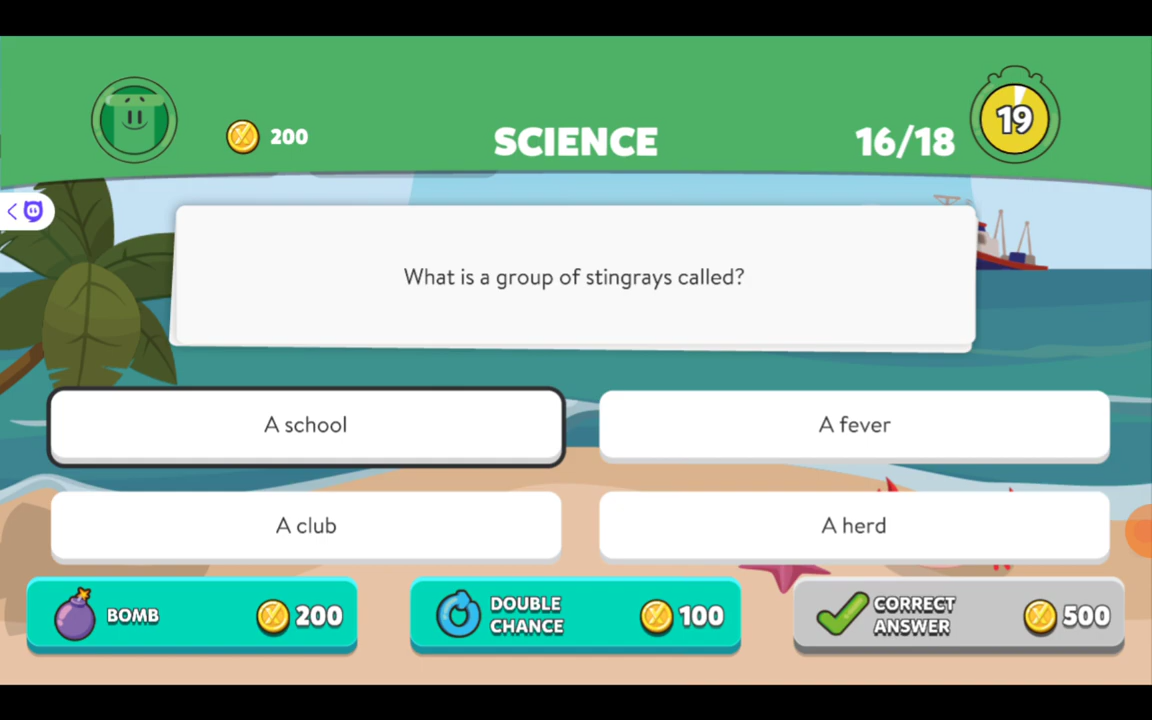 200
SCIENCE
16/18
19
What is a group of stingrays called?
A school
A fever
A club
A herd
BOMB
200
DOUBLE
CHANCE
100
CORRECT
ANSWER
500